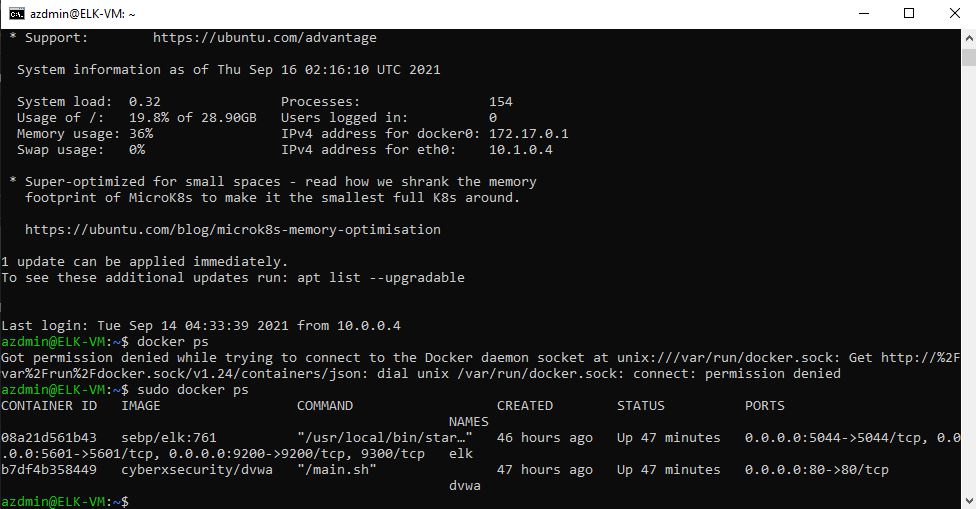 azdmin@ELK-VM: ~
* Support:        https://ubuntu.com/advantage
System information as of Thu Sep 16 02:16:10 UTC 2021
System load:  0.32               Processes:                154
Usage of /:   19.8% of 28.90GB   Users logged in:          0
Memory usage: 36%                IPv4 address for docker0: 172.17.0.1
Swap usage:   0%                 IPv4 address for eth0:    10.1.0.4
* Super-optimized for small spaces - read how we shrank the memory
footprint of MicroK8s to make it the smallest full K8s around.
https://ubuntu.com/blog/microk8s-memory-optimisation
1 update can be applied immediately.
To see these additional updates run: apt list --upgradable
Last login: Tue Sep 14 04:33:39 2021 from 10.0.0.4
azdmin@ELK-VM:~$ docker ps
Got permission denied while trying to connect to the Docker daemon socket at unix:///var/run/docker.sock: Get http://%2F
var%2Frun%2Fdocker.sock/v1.24/containers/json: dial unix /var/run/docker.sock: connect: permission denied
azdmin@ELK-VM:~$ sudo docker ps
CONTAINER ID   IMAGE                 COMMAND                  CREATED        STATUS          PORTS
NAMES
08a21d561b43   sebp/elk:761          "/usr/local/bin/star…"   46 hours ago   Up 47 minutes   0.0.0.0:5044->5044/tcp, 0.0
.0.0:5601->5601/tcp, 0.0.0.0:9200->9200/tcp, 9300/tcp   elk
b7df4b358449   cyberxsecurity/dvwa   "/main.sh"               47 hours ago   Up 47 minutes   0.0.0.0:80->80/tcp
dvwa
azdmin@ELK-VM:~$